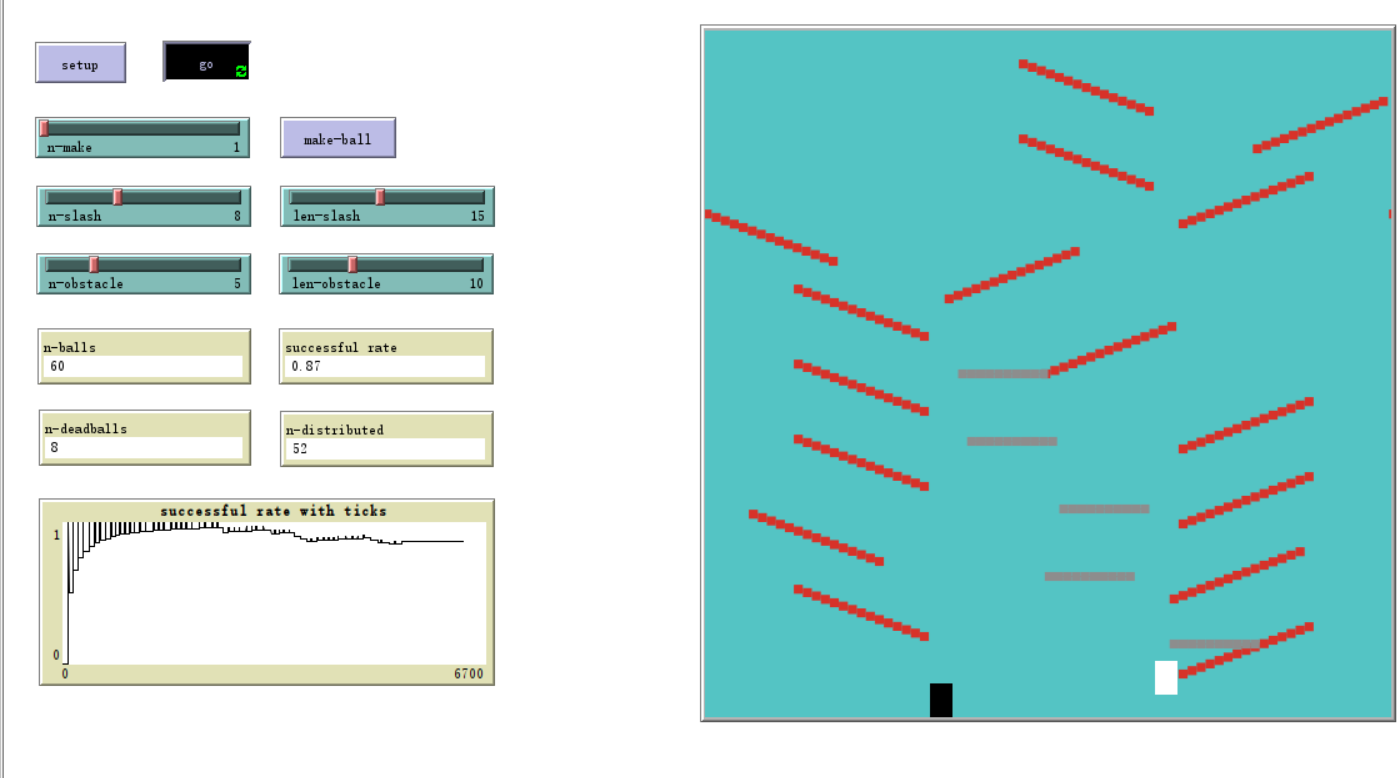 setup
go
n-make 1
make-ball
n-slash 8
len-slash 15
n-obstacle 5
len-obstacle 10
n-balls
60
successful rate
0.87
n-deadballs
8
n-distributed
52
successful rate with ticks
1
0
0 6700